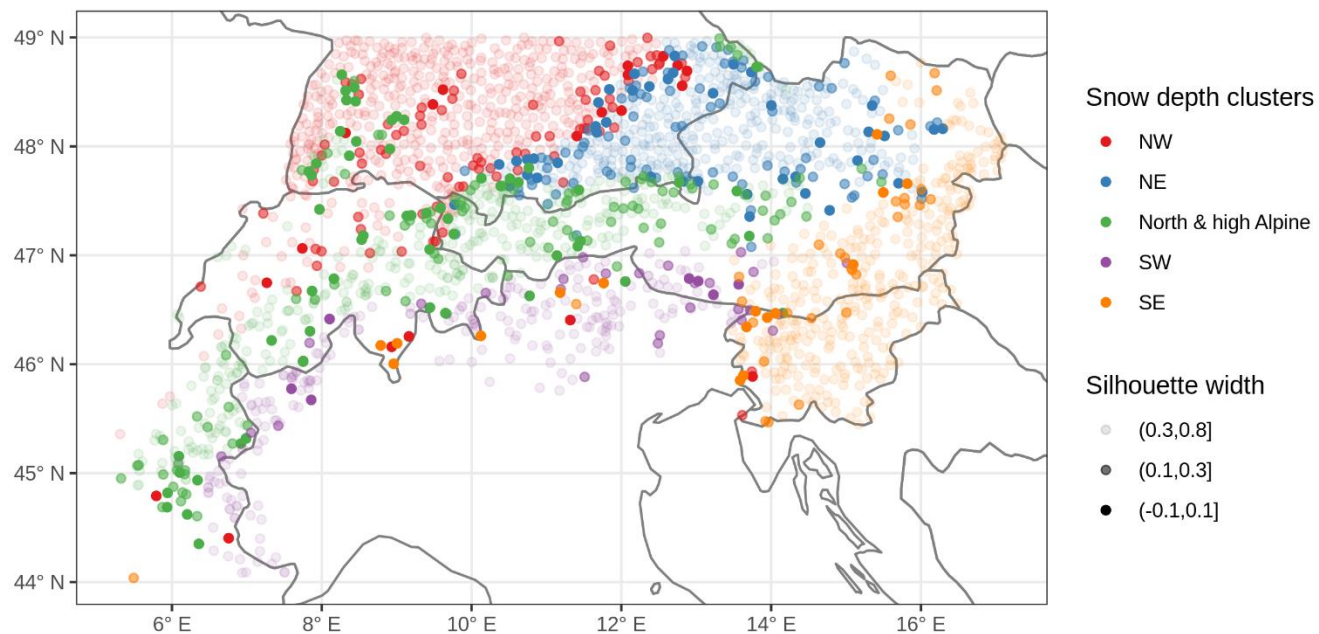 49° N
48° N
47° N
46° N
45° N
44° N
6° E
8° E
10° E
12° E
14° E
16° E
Snow depth clusters
NW
NE
North & high Alpine
SW
SE
Silhouette width
(0.3,0.8]
(0.1,0.3]
(-0.1,0.1]